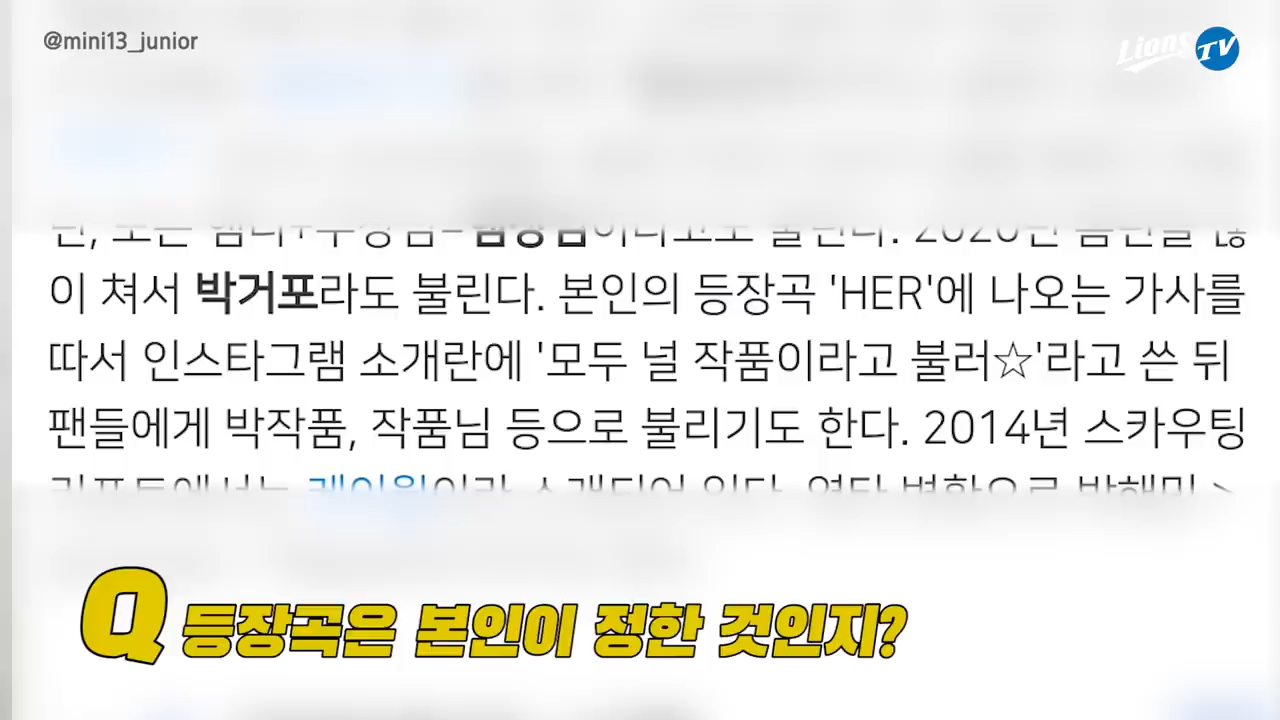 @mini13_junior
Lions TV
이 쳐서 박거포라도 불린다. 본인의 등장곡 'HER'에 나오는 가사를
따서 인스타그램 소개란에 '모두 널 작품이라고 불러☆'라고 쓴 뒤
팬들에게 박작품, 작품님 등으로 불리기도 한다. 2014년 스카우팅
Q 등장곡은 본인이 정한 것인지?